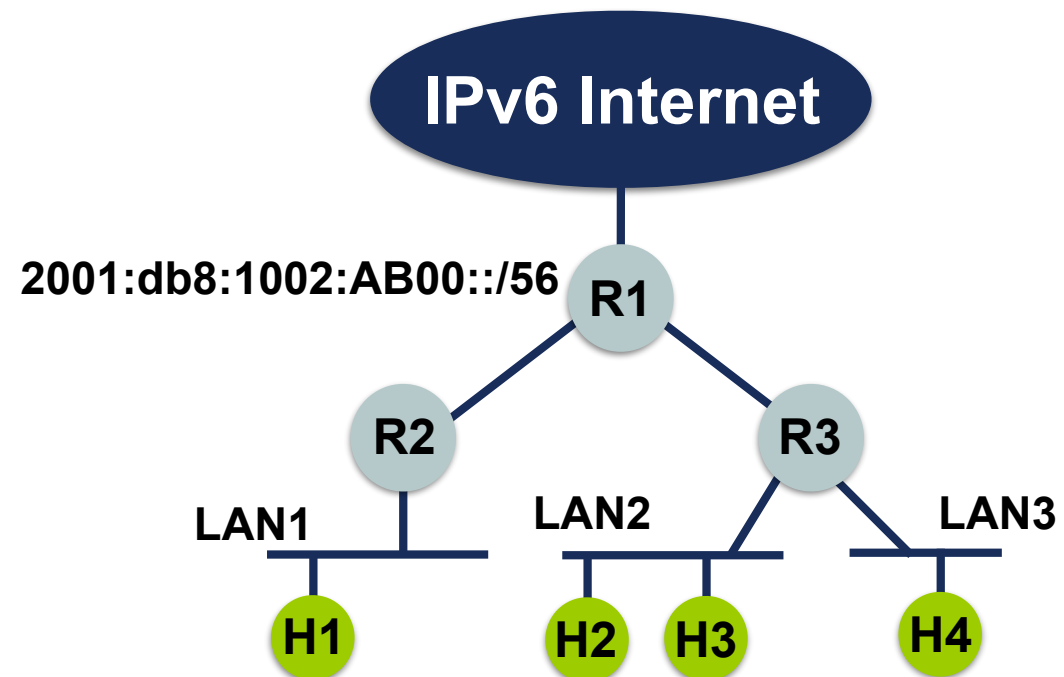 IPv6 Internet
2001:db8:1002:AB00::/56
R1
R2
R3
LAN1
LAN2
LAN3
H1
H2
H3
H4